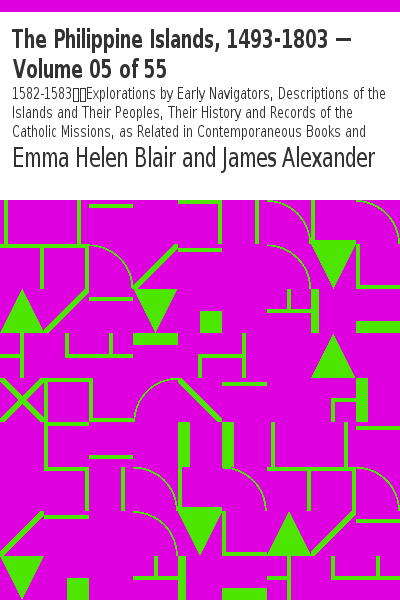 The Philippine Islands, 1493-1803 —
Volume 05 of 55
1582-1583▯▯Explorations by Early Navigators, Descriptions of the
Islands and Their Peoples, Their History and Records of the
Catholic Missions, as Related in Contemporaneous Books and
Emma Helen Blair and James Alexander